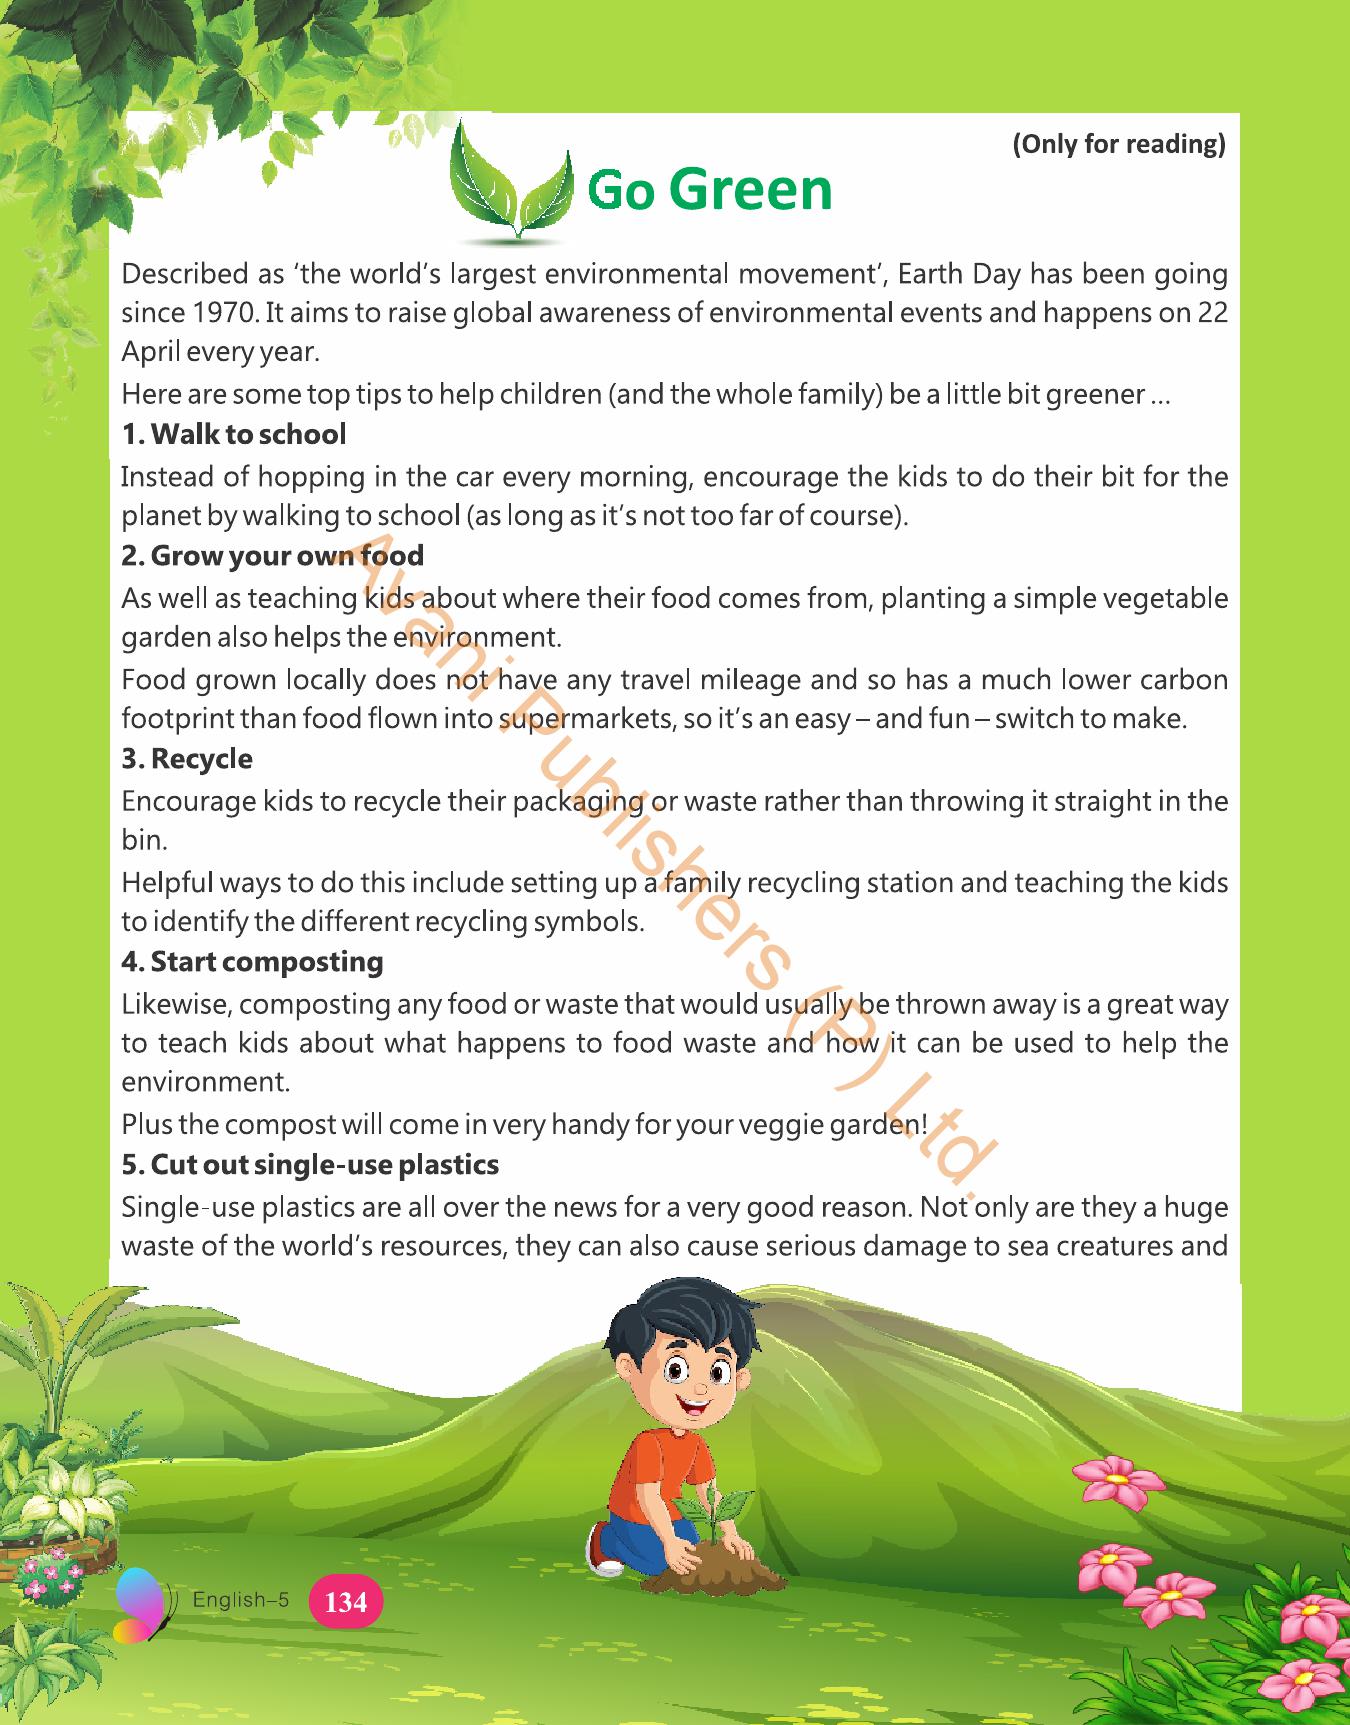 (Only for reading)
Go Green
Described as ‘the world’s largest environmental movement’, Earth Day has been going
since 1970. It aims to raise global awareness of environmental events and happens on 22
April every year.
Here are some top tips to help children (and the whole family) be a little bit greener ...
1. Walk to school
Instead of hopping in the car every morning, encourage the kids to do their bit for the
planet by walking to school (as long as it’s not too far of course).
2. Grow your own food
As well as teaching kids about where their food comes from, planting a simple vegetable
garden also helps the environment.
Food grown locally does not have any travel mileage and so has a much lower carbon
footprint than food flown into supermarkets, so it’s an easy – and fun – switch to make.
3. Recycle
Encourage kids to recycle their packaging or waste rather than throwing it straight in the
bin.
Helpful ways to do this include setting up a family recycling station and teaching the kids
to identify the different recycling symbols.
4. Start composting
Likewise, composting any food or waste that would usually be thrown away is a great way
to teach kids about what happens to food waste and how it can be used to help the
environment.
Plus the compost will come in very handy for your veggie garden!
5. Cut out single-use plastics
Single-use plastics are all over the news for a very good reason. Not only are they a huge
waste of the world’s resources, they can also cause serious damage to sea creatures and
Avani Publishers (P) Ltd.
English–5 134